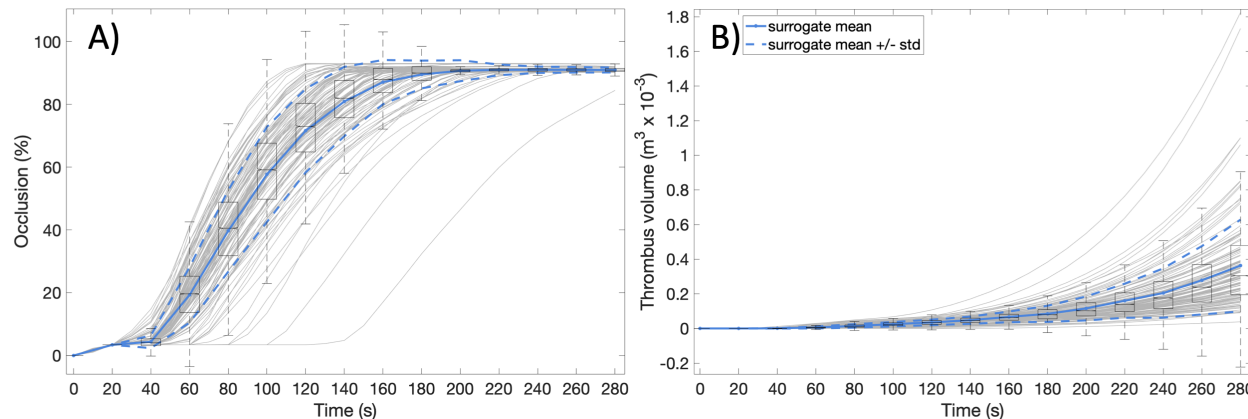 A)
100
80
60
40
20
0
Occlusion (%)
0 20 40 60 80 100 120 140 160 180 200 220 240 260 280
Time (s)
B)
surrogate mean
surrogate mean +/- std
1.8
1.6
1.4
1.2
1
0.8
0.6
0.4
0.2
0
-0.2
Thrombus volume (m³ x 10⁻³)
0 20 40 60 80 100 120 140 160 180 200 220 240 260 280
Time (s)